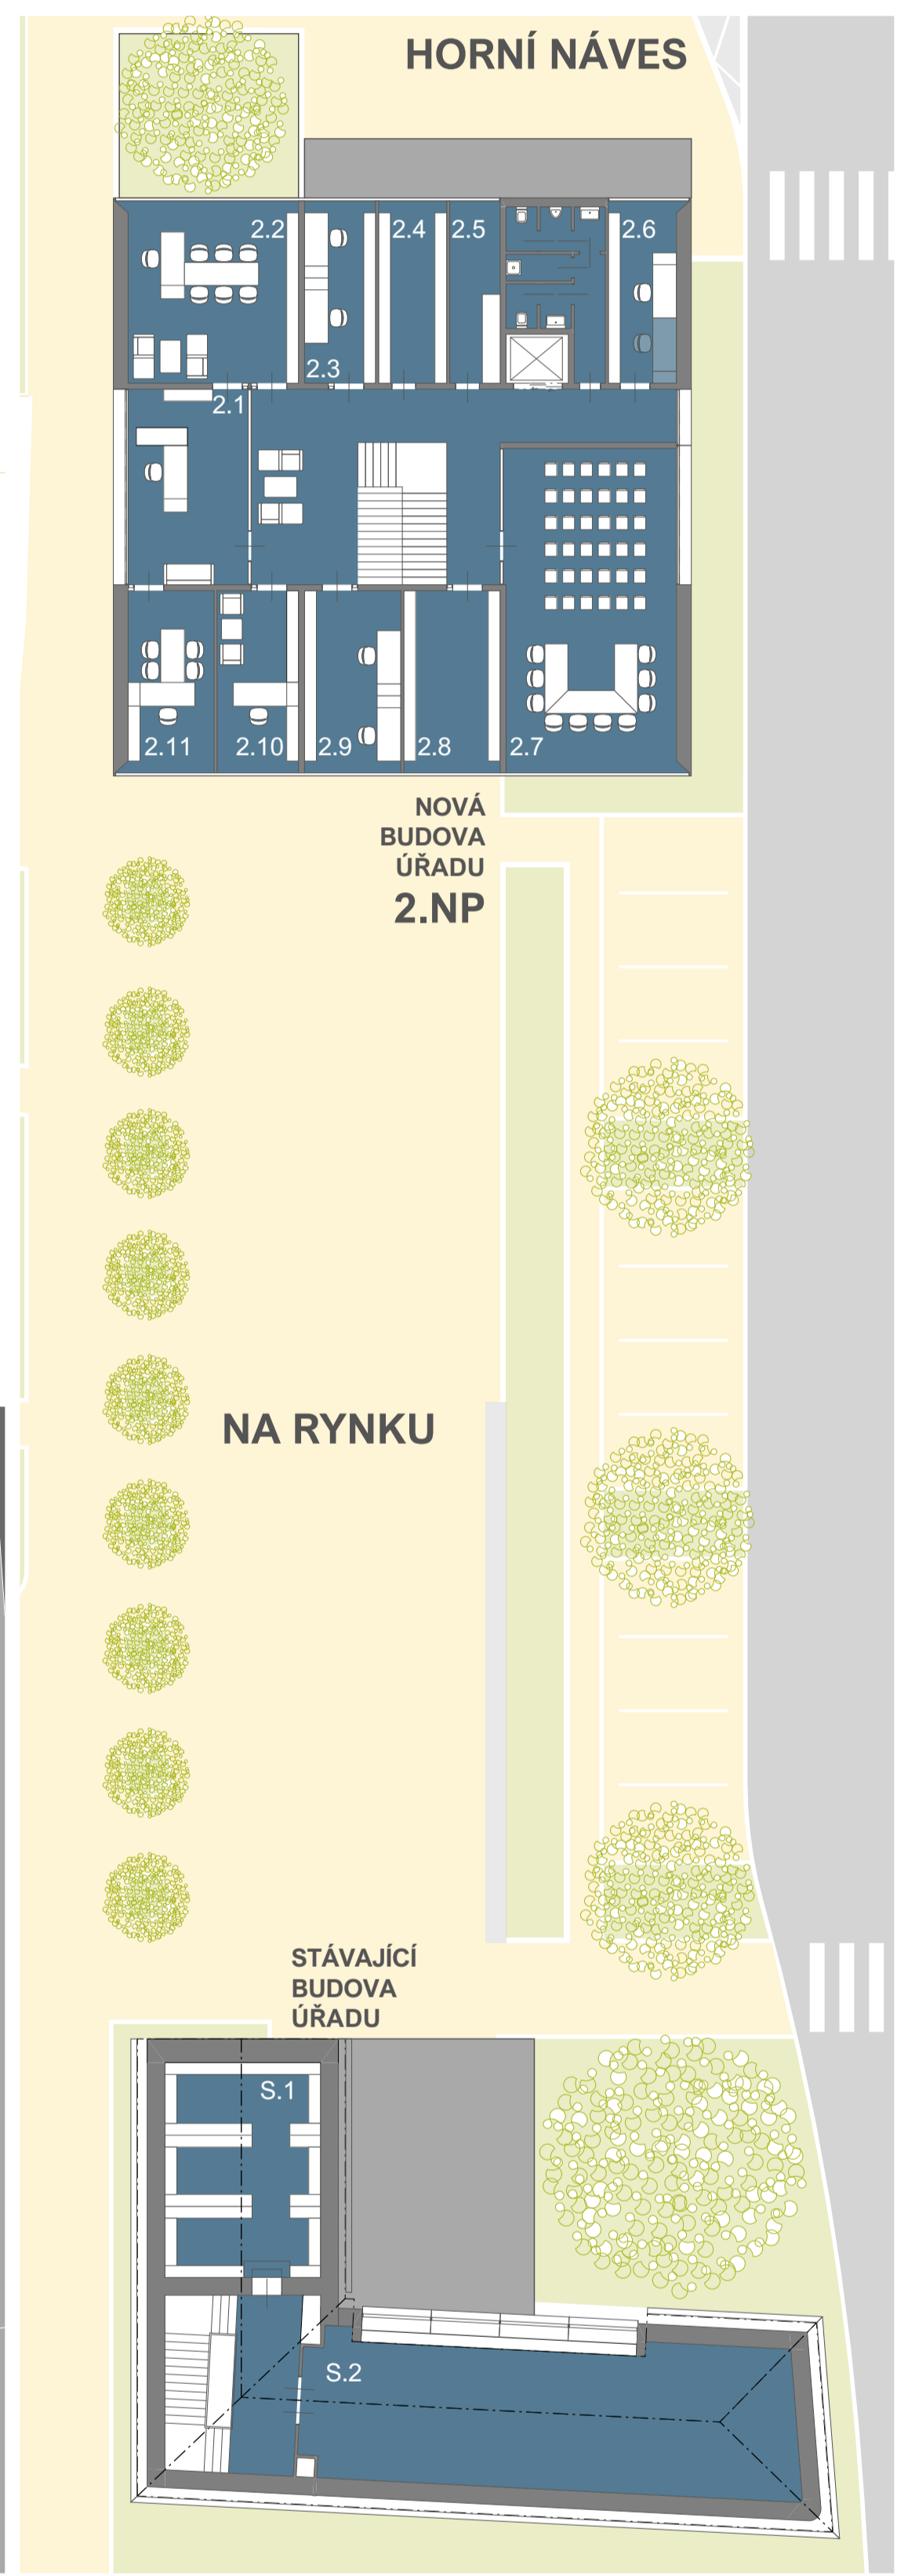 HORNÍ NÁVES
2.2
2.4
2.5
2.6
2.3
2.1
2.11
2.10
2.9
2.8
2.7
NOVÁ
BUDOVA
ÚŘADU
2.NP
NA RYNKU
STÁVAJÍCÍ
BUDOVA
ÚŘADU
S.1
S.2